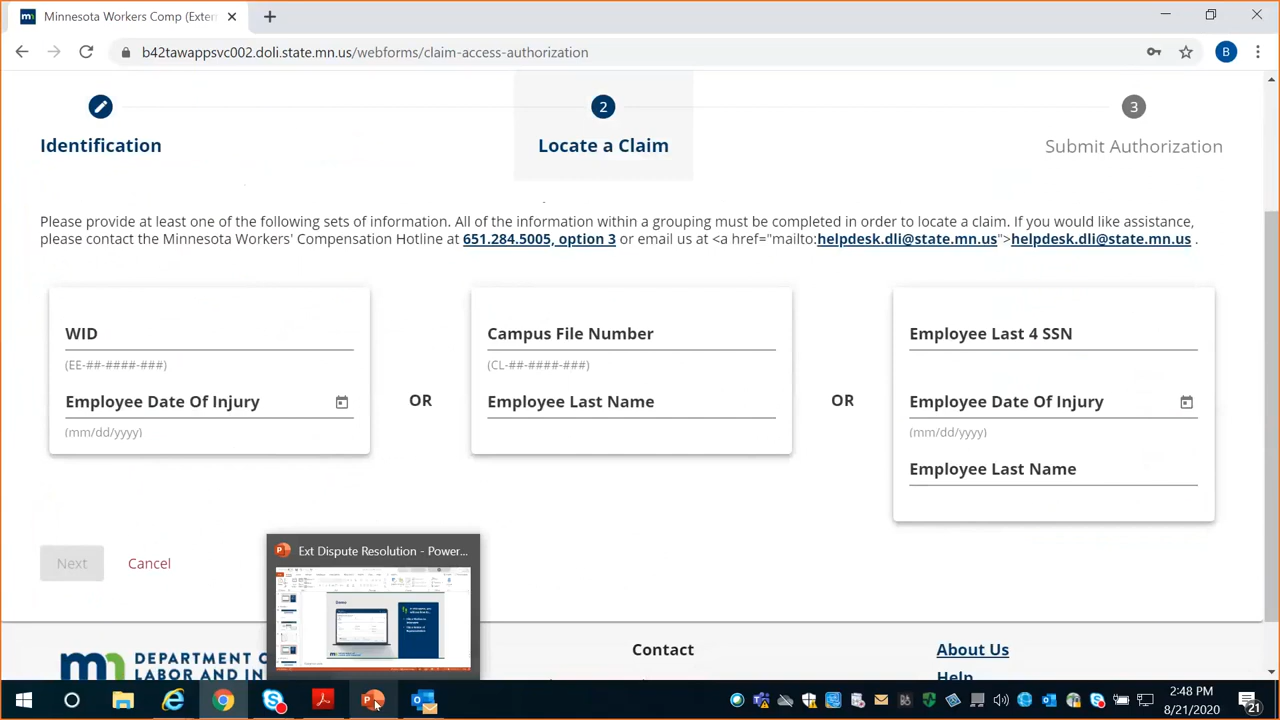 Minnesota Workers Comp (Exter
b42tawappsvc002.doli.state.mn.us/webforms/claim-access-authorization
B
2
3
Identification
Locate a Claim
Submit Authorization
Please provide at least one of the following sets of information. All of the information within a grouping must be completed in order to locate a claim. If you would like assistance,
please contact the Minnesota Workers' Compensation Hotline at 651.284.5005, option 3 or email us at <a href="mailto:helpdesk.dli@state.mn.us">helpdesk.dli@state.mn.us .
WID
(EE-##-####-###)
Employee Date Of Injury
(mm/dd/yyyy)
OR
Campus File Number
(CL-##-####-###)
Employee Last Name
OR
Employee Last 4 SSN
Employee Date Of Injury
(mm/dd/yyyy)
Employee Last Name
Next
Cancel
Ext Dispute Resolution - Power...
DEPARTMENT O
LABOR AND IN
Contact
About Us
Help
2:48 PM
8/21/2020
21